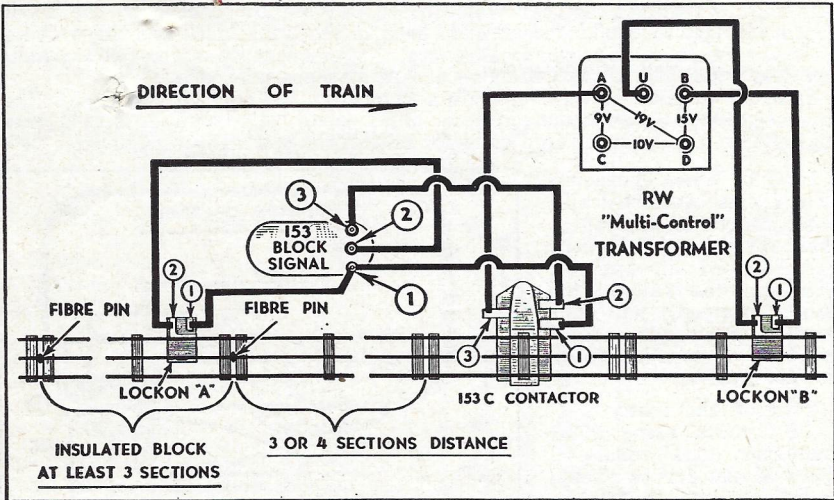 DIRECTION OF TRAIN
A U B
9V 19V 15V
10V
C D
RW
"Multi-Control"
TRANSFORMER
3
2
153
BLOCK
SIGNAL
1
2 1
FIBRE PIN
FIBRE PIN
2
3 1
2 1
LOCKON "A"
153 C CONTACTOR
LOCKON "B"
INSULATED BLOCK
AT LEAST 3 SECTIONS
3 OR 4 SECTIONS DISTANCE